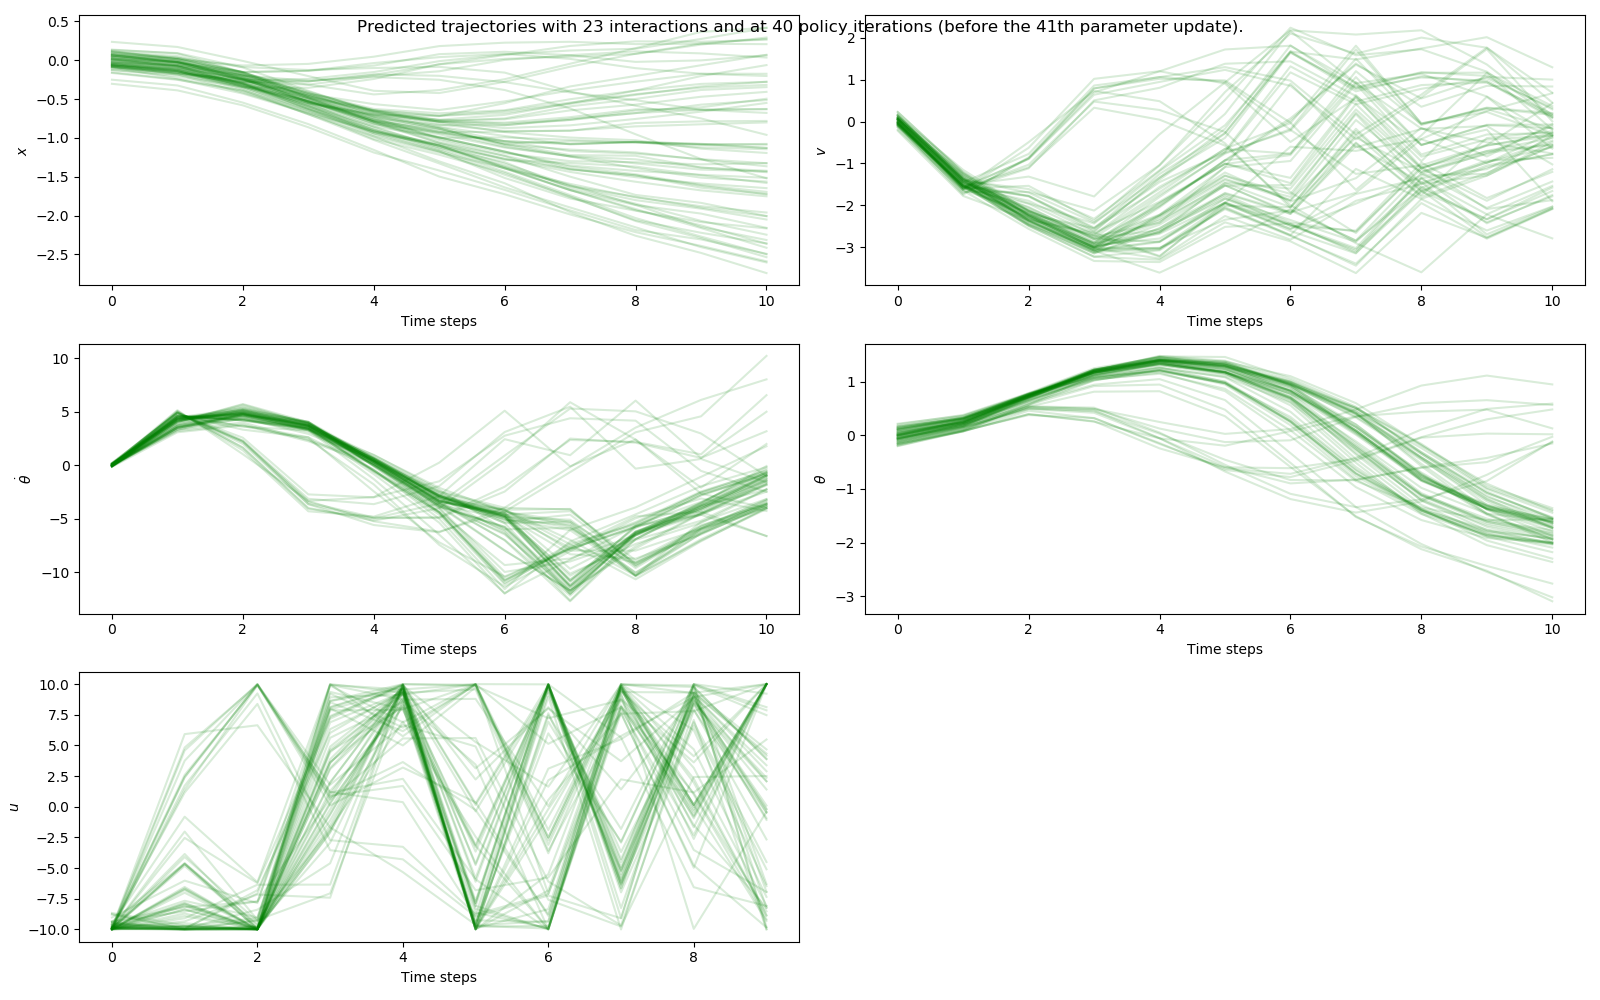 Predicted trajectories with 23 interactions and at 40 policy iterations (before the 41th parameter update).
0.5
0.0
−0.5
−1.0
−1.5
−2.0
−2.5
x
0 2 4 6 8 10
Time steps
2
1
0
−1
−2
−3
v
0 2 4 6 8 10
Time steps
10
5
0
−5
−10
θ̇
0 2 4 6 8 10
Time steps
1
0
−1
−2
−3
θ
0 2 4 6 8 10
Time steps
10.0
7.5
5.0
2.5
0.0
−2.5
−5.0
−7.5
−10.0
u
0 2 4 6 8
Time steps